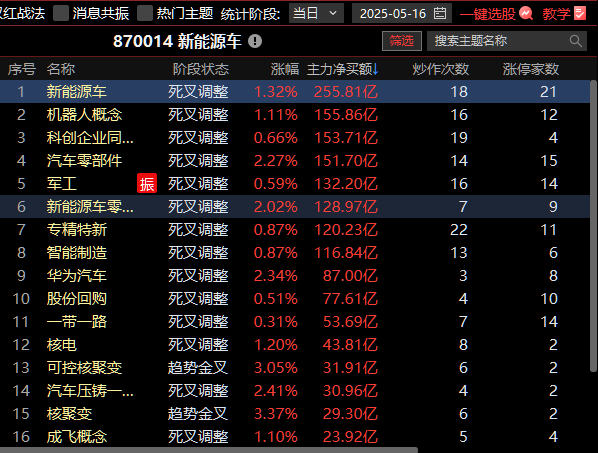 双红战法 消息共振 热门主题 统计阶段: 当日 2025-05-16 一键选股 教学
870014 新能源车 筛选 搜索主题名称
序号 名称 阶段状态 涨幅 主力净买额↓ 炒作次数 涨停家数
1 新能源车 死叉调整 1.32% 255.81亿 18 21
2 机器人概念 死叉调整 1.11% 155.86亿 16 12
3 科创企业同... 死叉调整 0.66% 153.71亿 19 4
4 汽车零部件 死叉调整 2.27% 151.70亿 14 15
5 军工 振 死叉调整 0.59% 132.20亿 16 14
6 新能源车零... 死叉调整 2.02% 128.97亿 7 9
7 专精特新 死叉调整 0.87% 120.23亿 22 11
8 智能制造 死叉调整 0.87% 116.84亿 13 6
9 华为汽车 死叉调整 2.34% 87.00亿 3 8
10 股份回购 死叉调整 0.51% 77.61亿 4 10
11 一带一路 死叉调整 0.31% 53.69亿 7 14
12 核电 死叉调整 1.20% 43.81亿 8 2
13 可控核聚变 趋势金叉 3.05% 31.91亿 6 2
14 汽车压铸一... 死叉调整 2.41% 30.96亿 4 2
15 核聚变 趋势金叉 3.37% 29.30亿 6 2
16 成飞概念 死叉调整 1.10% 23.92亿 5 4